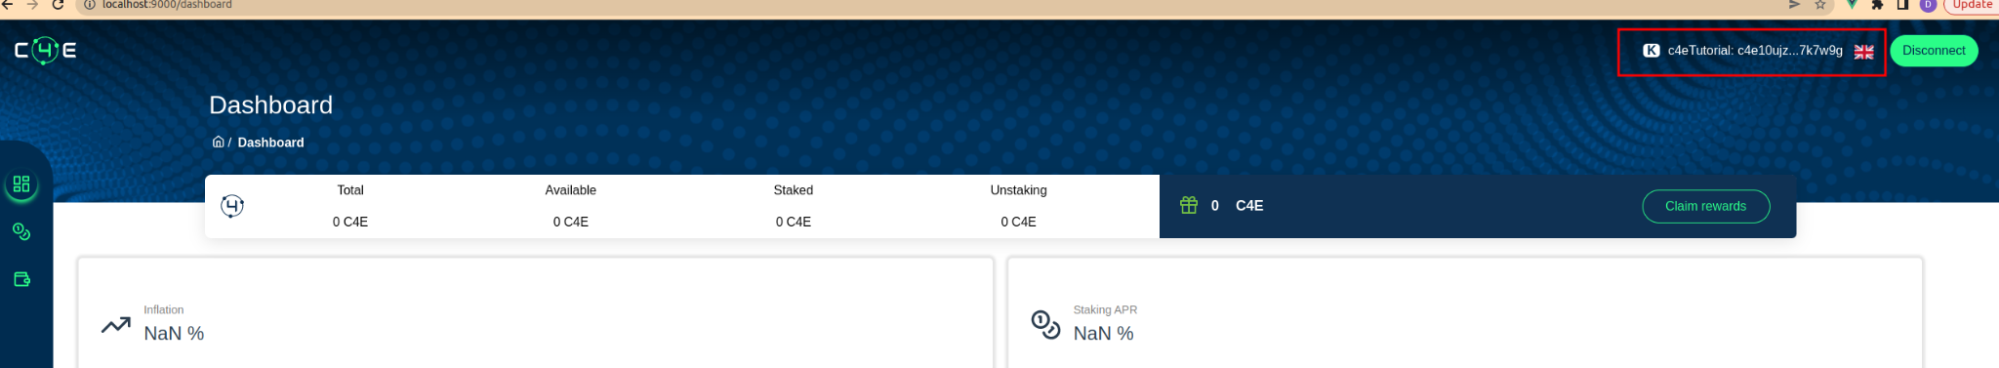 localhost:9000/dashboard
D
Update
C4E
K c4eTutorial: c4e10ujz...7k7w9g
Disconnect
Dashboard
/ Dashboard
Total Available Staked Unstaking
0 C4E 0 C4E 0 C4E 0 C4E
0 C4E
Claim rewards
Inflation
NaN %
Staking APR
NaN %